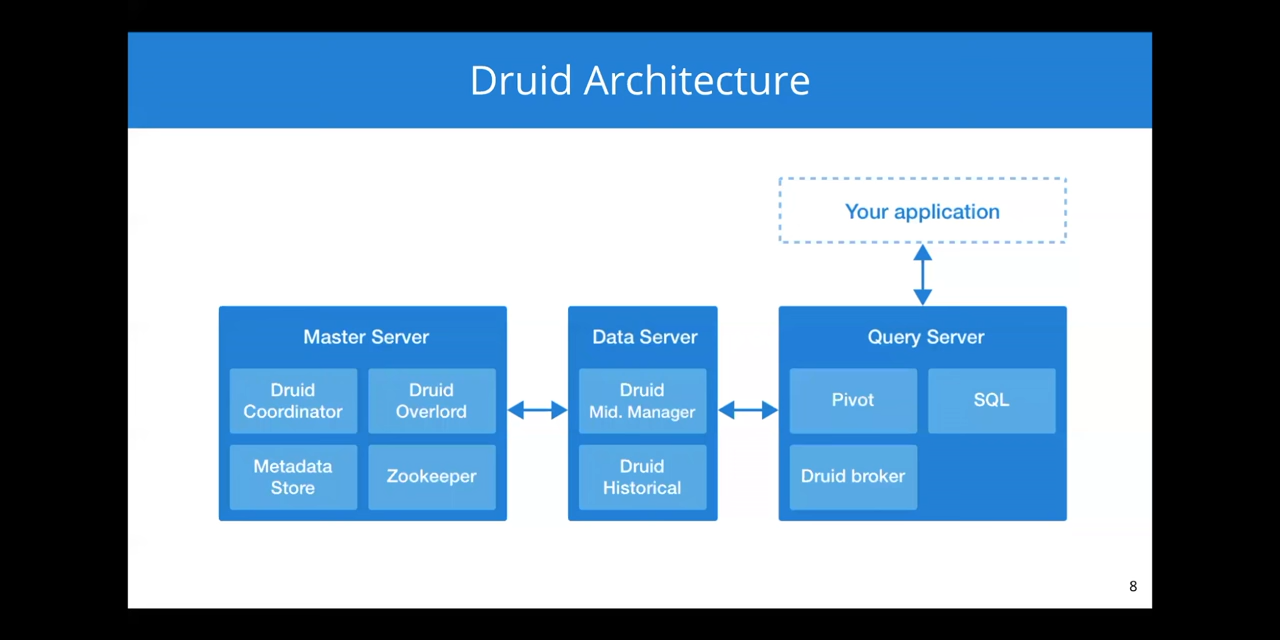 Druid Architecture
Your application
Master Server
Druid
Coordinator
Druid
Overlord
Metadata
Store
Zookeeper
Data Server
Druid
Mid. Manager
Druid
Historical
Query Server
Pivot
SQL
Druid broker
8